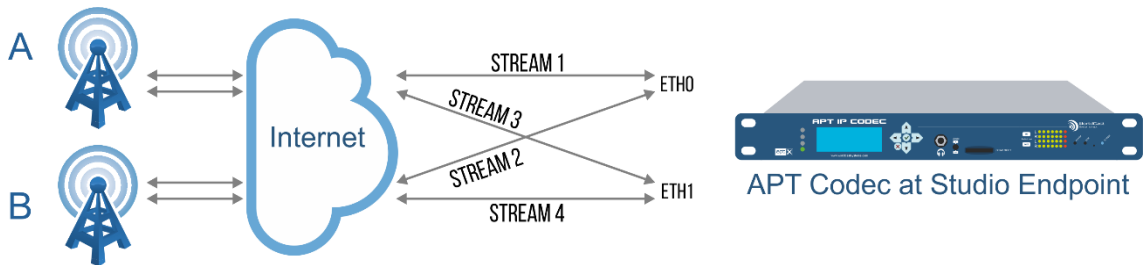 A
STREAM 1
ETH0
STREAM 3
APT IP CODEC
Internet
STREAM 2
APT Codec at Studio Endpoint
B
ETH1
STREAM 4